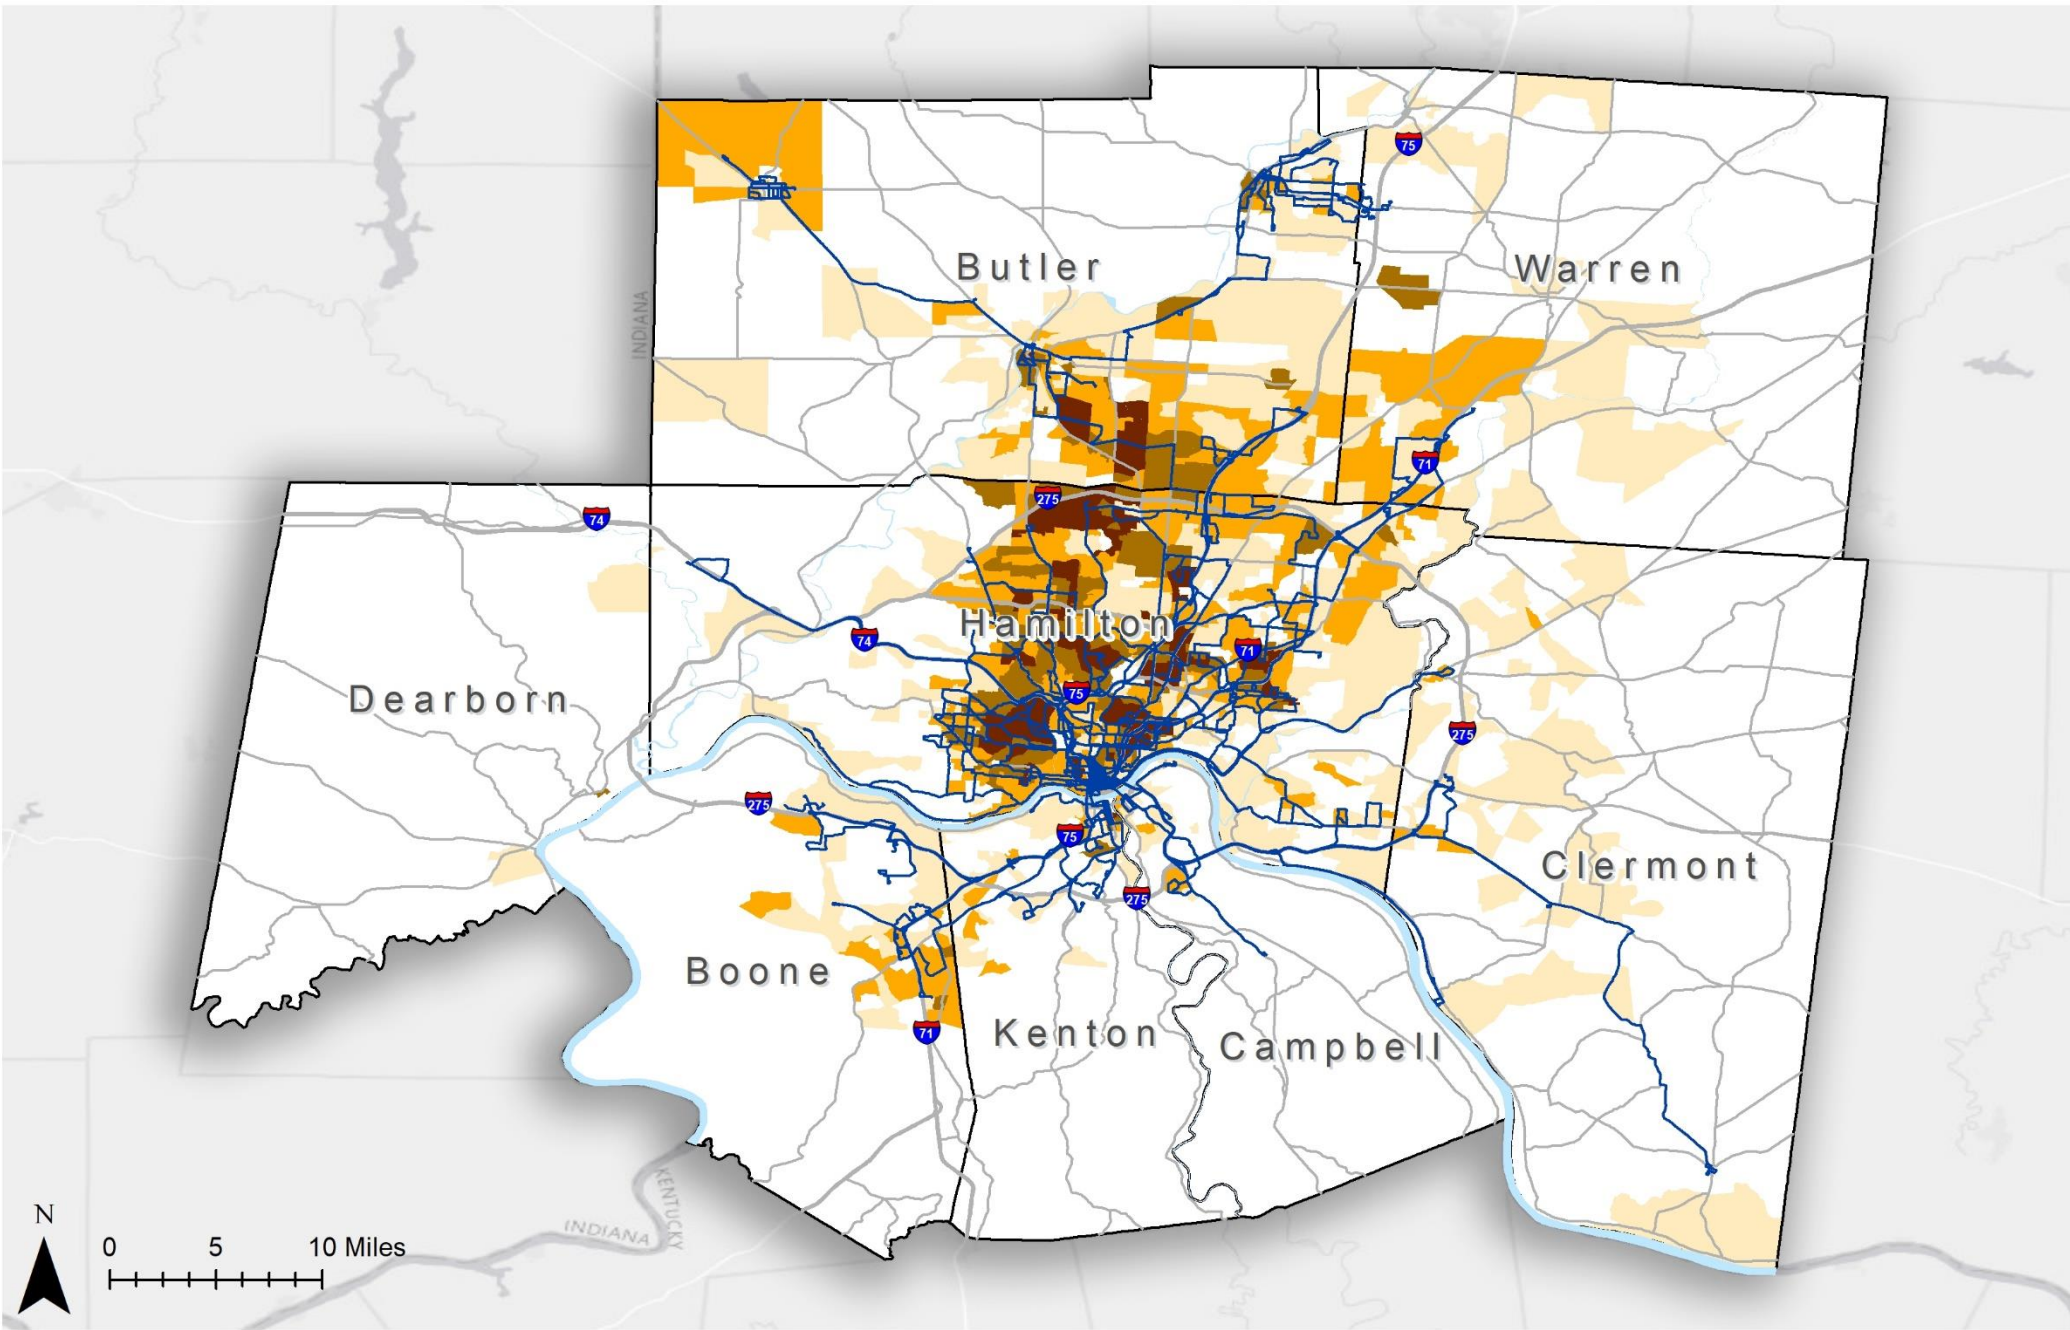 75
Butler
Warren
INDIANA
71
275
74
Hamilton
74
71
Dearborn
75
275
275
75
Clermont
275
Boone
71
Kenton
Campbell
KENTUCKY
INDIANA
N
0 5 10 Miles